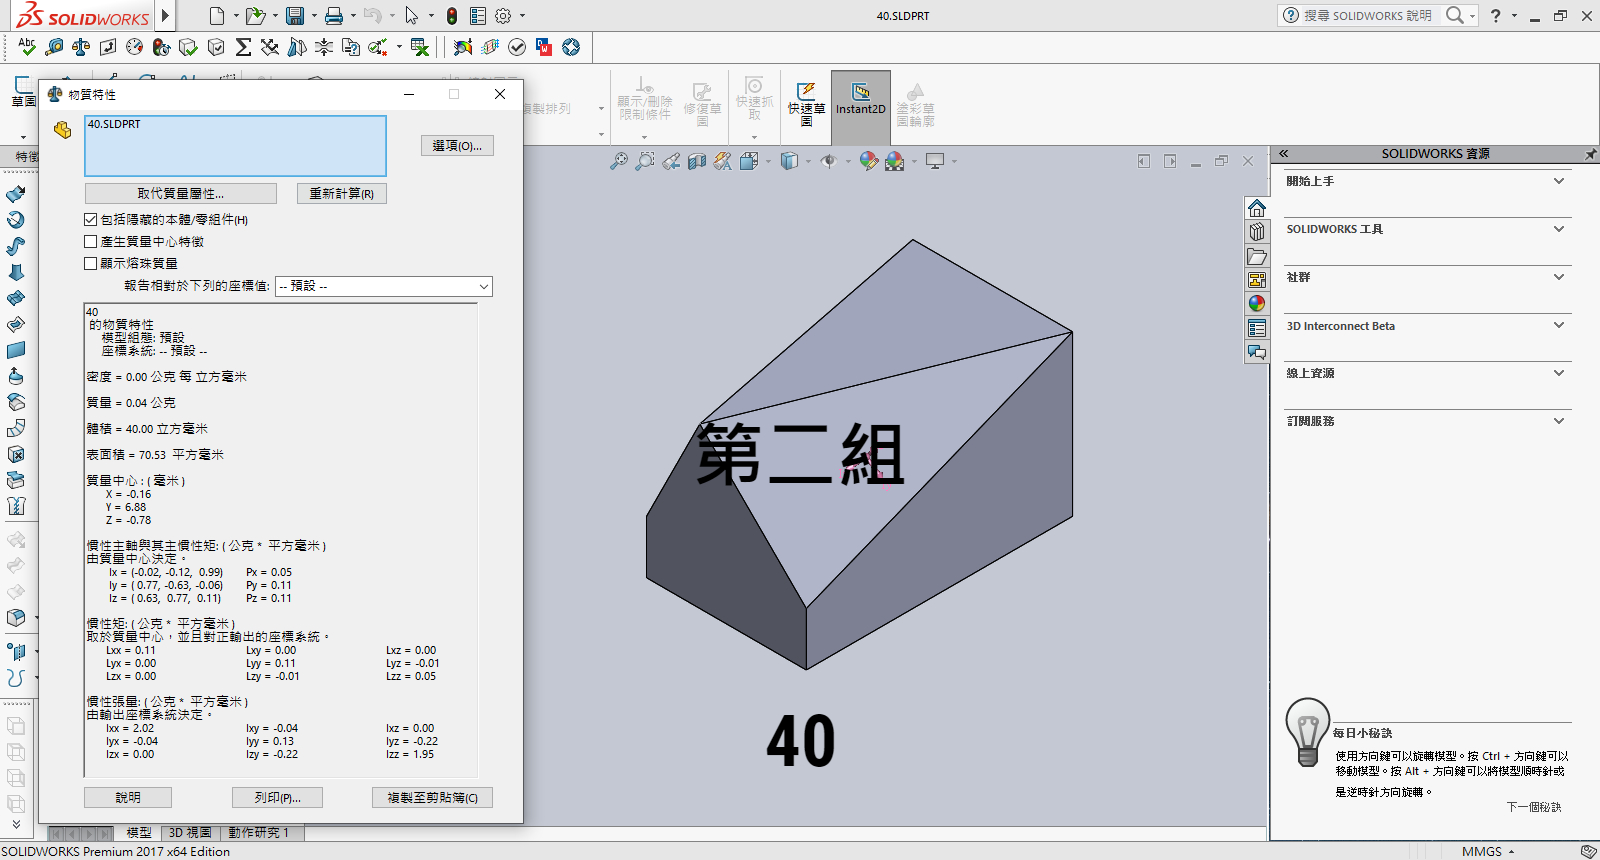 SOLIDWORKS
40.SLDPRT
搜尋 SOLIDWORKS 說明
草圖
特徵
複製排列
顯示/刪除限制條件
修復草圖
快速抓取
快速草圖
Instant2D
塗彩草圖輪廓
物質特性
40.SLDPRT
選項(O)...
取代質量屬性...
重新計算(R)
包括隱藏的本體/零組件(H)
產生質量中心特徵
顯示熔珠質量
報告相對於下列的座標值: -- 預設 --
40
的物質特性
模型組態: 預設
座標系統: -- 預設 --
密度 = 0.00 公克 每 立方毫米
質量 = 0.04 公克
體積 = 40.00 立方毫米
表面積 = 70.53 平方毫米
質量中心 : ( 毫米 )
X = -0.16
Y = 6.88
Z = -0.78
慣性主軸與其主慣性矩: ( 公克 * 平方毫米 )
由質量中心決定。
Ix = (-0.02, -0.12, 0.99) Px = 0.05
Iy = ( 0.77, -0.63, -0.06) Py = 0.11
Iz = ( 0.63, 0.77, 0.11) Pz = 0.11
慣性矩: ( 公克 * 平方毫米 )
取於質量中心，並且對正輸出的座標系統。
Lxx = 0.11 Lxy = 0.00 Lxz = 0.00
Lyx = 0.00 Lyy = 0.11 Lyz = -0.01
Lzx = 0.00 Lzy = -0.01 Lzz = 0.05
慣性張量: ( 公克 * 平方毫米 )
由輸出座標系統決定。
Ixx = 2.02 Ixy = -0.04 Ixz = 0.00
Iyx = -0.04 Iyy = 0.13 Iyz = -0.22
Izx = 0.00 Izy = -0.22 Izz = 1.95
說明
列印(P)...
複製至剪貼簿(C)
第二組
40
SOLIDWORKS 資源
開始上手
SOLIDWORKS 工具
社群
3D Interconnect Beta
線上資源
訂閱服務
每日小秘訣
使用方向鍵可以旋轉模型。按 Ctrl + 方向鍵可以
移動模型。按 Alt + 方向鍵可以將模型順時針或
是逆時針方向旋轉。
下一個秘訣
模型
3D 視圖
動作研究 1
SOLIDWORKS Premium 2017 x64 Edition
MMGS